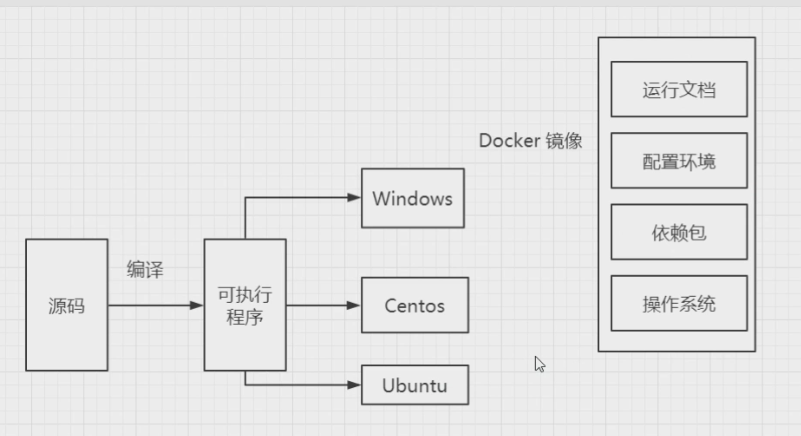 源码
编译
可执行
程序
Windows
Centos
Ubuntu
Docker 镜像
运行文档
配置环境
依赖包
操作系统